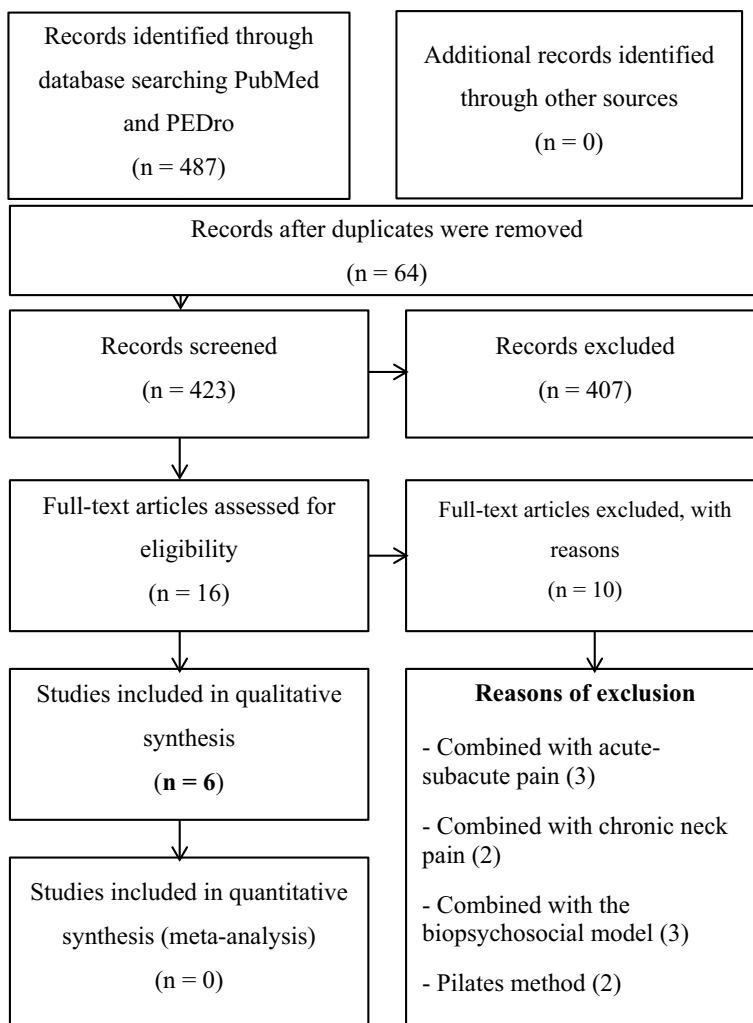 Records identified through
database searching PubMed
and PEDro
(n = 487)
Additional records identified
through other sources
(n = 0)
Records after duplicates were removed
(n = 64)
Records screened
(n = 423)
Records excluded
(n = 407)
Full-text articles assessed for
eligibility
(n = 16)
Full-text articles excluded, with
reasons
(n = 10)
Studies included in qualitative
synthesis
(n = 6)
Reasons of exclusion
- Combined with acute-
subacute pain (3)
- Combined with chronic neck
pain (2)
- Combined with the
biopsychosocial model (3)
- Pilates method (2)
Studies included in quantitative
synthesis (meta-analysis)
(n = 0)